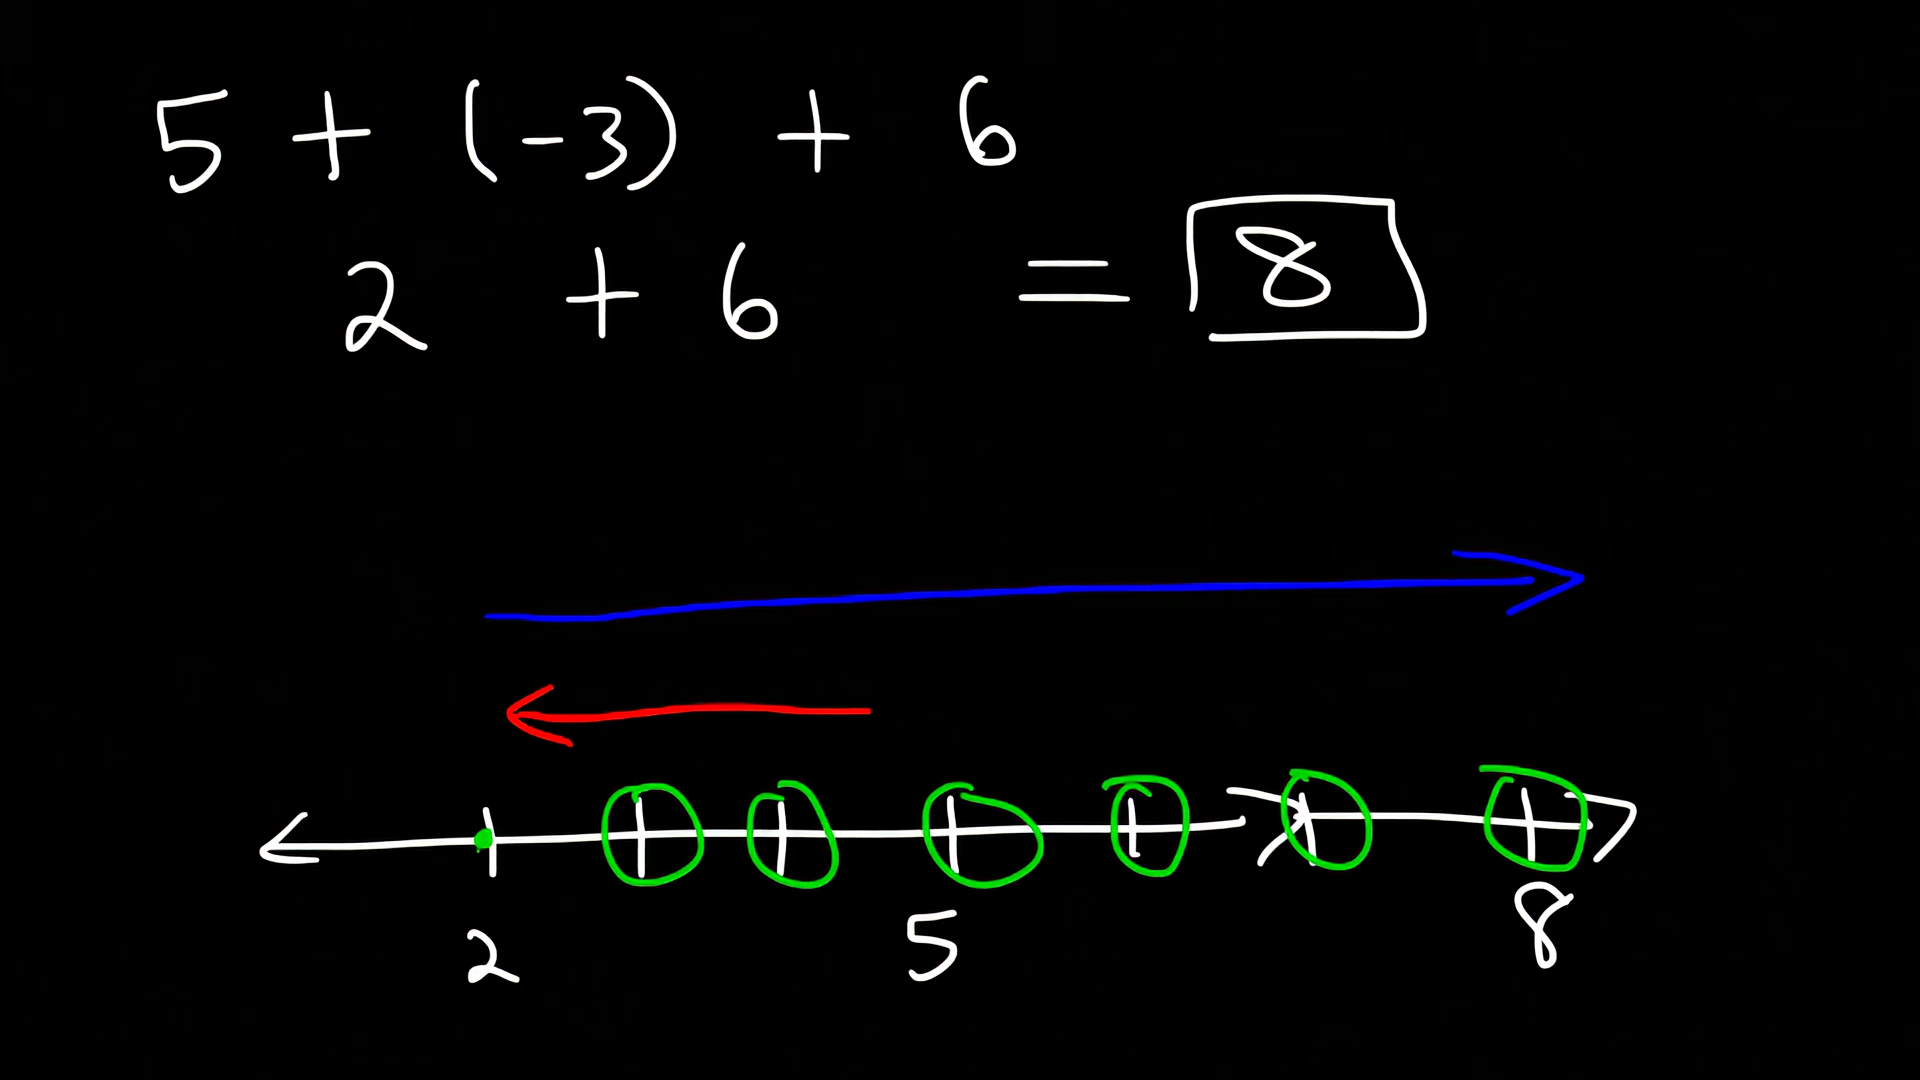 5 + (-3) + 6
2 + 6 = 8
2 5 8